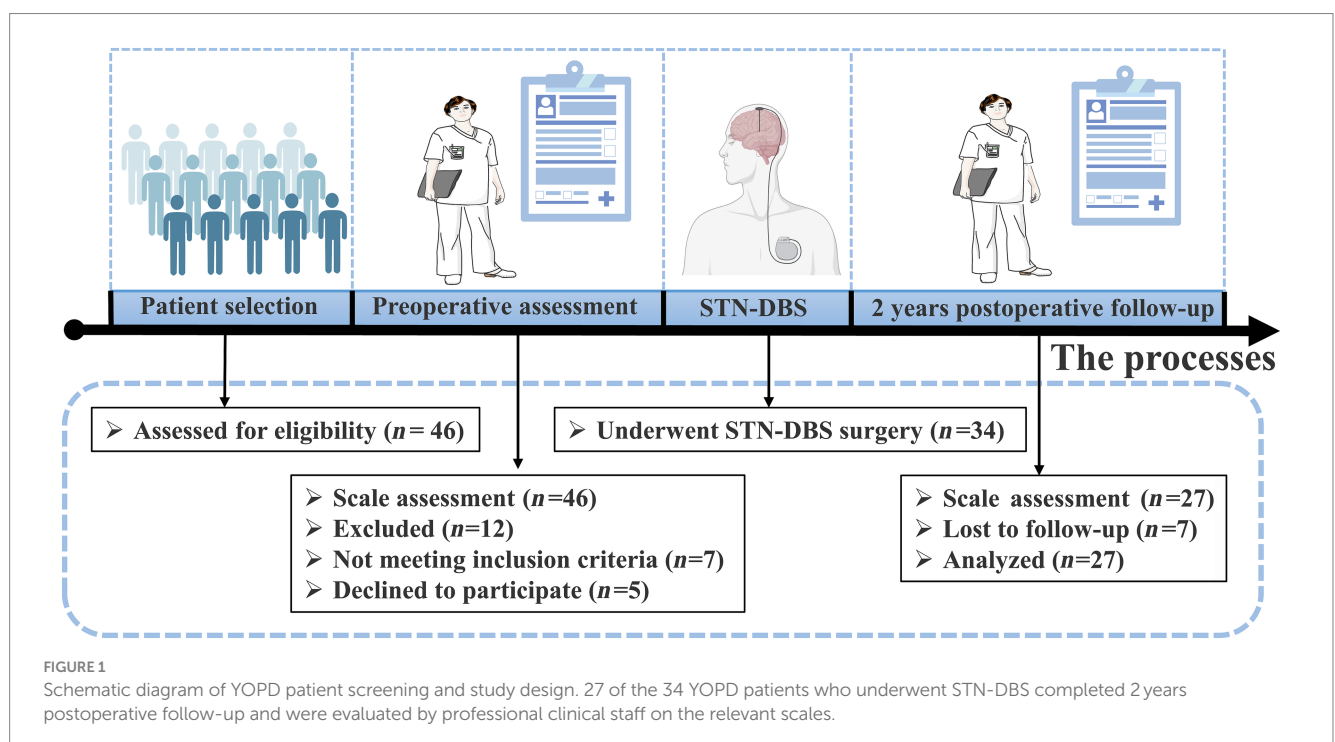 Patient selection
Preoperative assessment
STN-DBS
2 years postoperative follow-up
The processes
➢ Assessed for eligibility (n= 46)
➢ Underwent STN-DBS surgery (n=34)
➢ Scale assessment (n=46)
➢ Excluded (n=12)
➢ Not meeting inclusion criteria (n=7)
➢ Declined to participate (n=5)
➢ Scale assessment (n=27)
➢ Lost to follow-up (n=7)
➢ Analyzed (n=27)
FIGURE 1
Schematic diagram of YOPD patient screening and study design. 27 of the 34 YOPD patients who underwent STN-DBS completed 2 years
postoperative follow-up and were evaluated by professional clinical staff on the relevant scales.